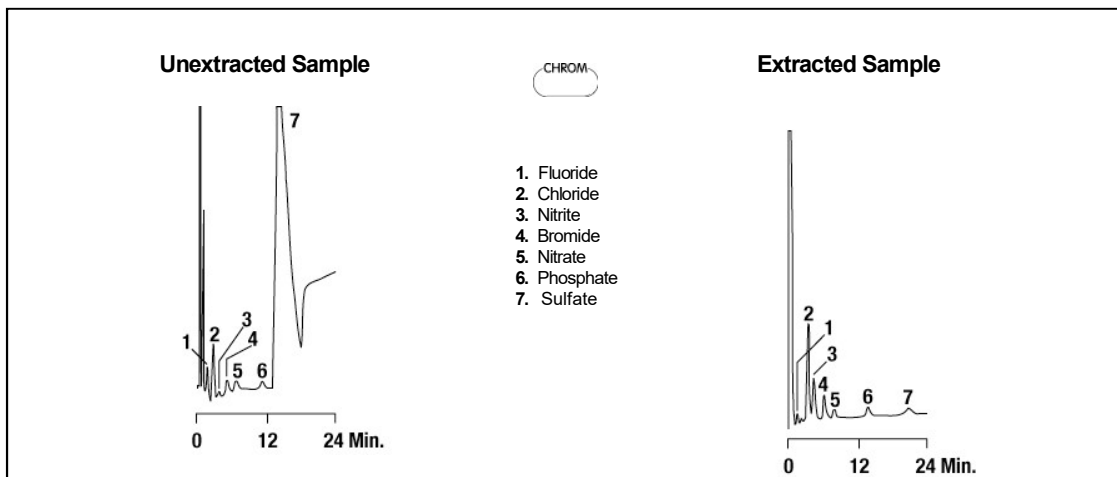 Unextracted Sample
CHROM
Extracted Sample
7
1
2
3
4
5
6
0
12
24 Min.
1. Fluoride
2. Chloride
3. Nitrite
4. Bromide
5. Nitrate
6. Phosphate
7. Sulfate
2
1
3
4
5
6
7
0
12
24 Min.